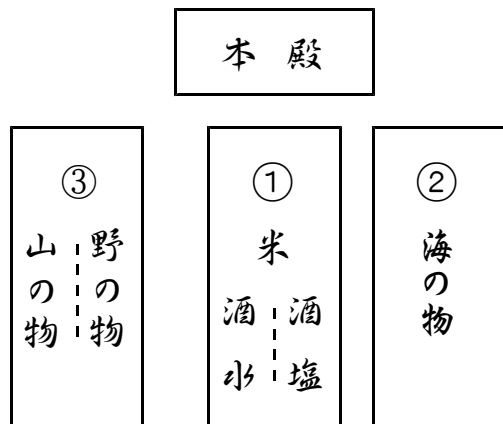 本殿
③
野の物
山の物
①
米
酒 酒
水 塩
②
海の物